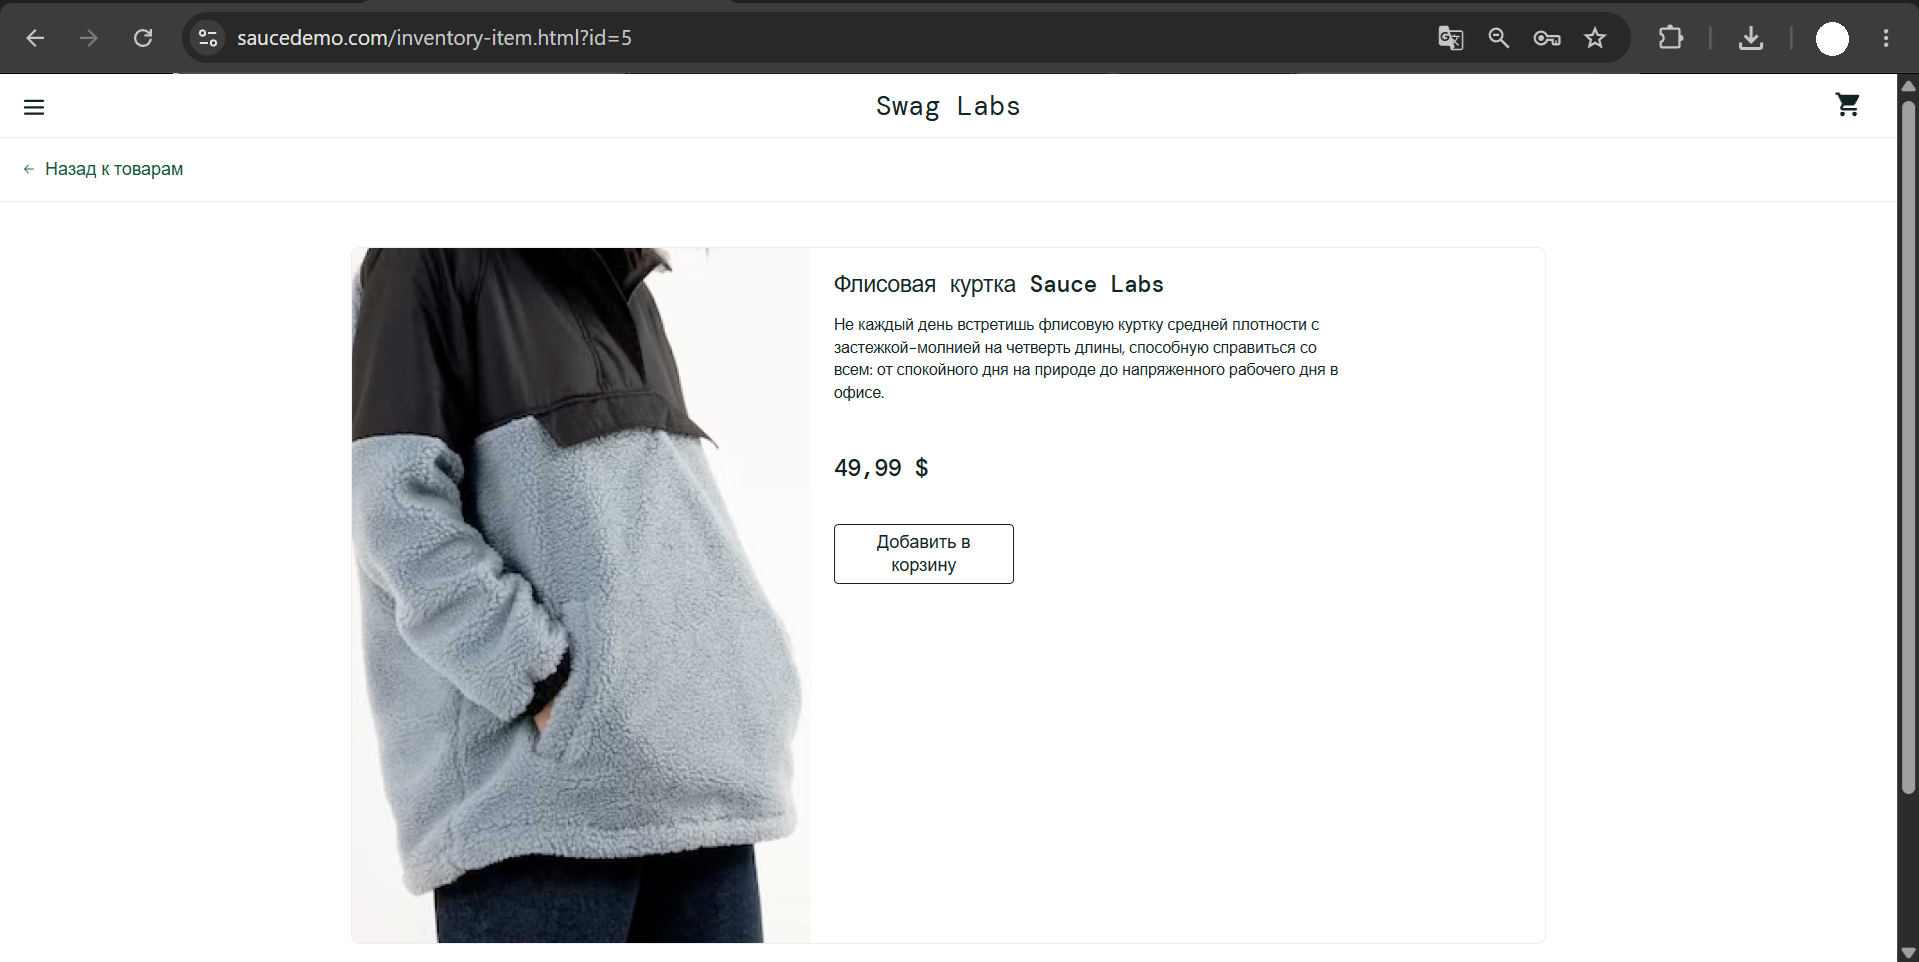 saucedemo.com/inventory-item.html?id=5
Swag Labs
Назад к товарам
Флисовая куртка Sauce Labs
Не каждый день встретишь флисовую куртку средней плотности с
застежкой-молнией на четверть длины, способную справиться со
всем: от спокойного дня на природе до напряженного рабочего дня в
офисе.
49,99 $
Добавить в
корзину